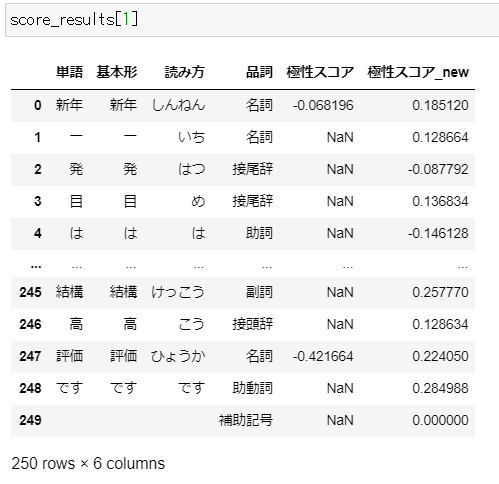 score_results[1]
単語 基本形 読み方 品詞 極性スコア 極性スコア_new
0 新年 新年 しんねん 名詞 -0.068196 0.185120
1 一 一 いち 名詞 NaN 0.128664
2 発 発 はつ 接尾辞 NaN -0.087792
3 目 目 め 接尾辞 NaN 0.136834
4 は は は 助詞 NaN -0.146128
... ... ... ... ... ... ...
245 結構 結構 けっこう 副詞 NaN 0.257770
246 高 高 こう 接頭辞 NaN 0.128634
247 評価 評価 ひょうか 名詞 -0.421664 0.224050
248 です です です 助動詞 NaN 0.284988
249 補助記号 NaN 0.000000
250 rows × 6 columns